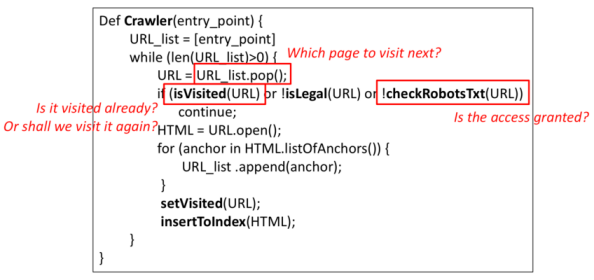 Def Crawler(entry_point) {
URL_list = [entry_point]
while (len(URL_list)>0) {
Which page to visit next?
URL = URL_list.pop();
if (isVisited(URL) or !isLegal(URL) or !checkRobotsTxt(URL))
Is it visited already?
Or shall we visit it again?
continue;
Is the access granted?
HTML = URL.open();
for (anchor in HTML.listOfAnchors()) {
URL_list .append(anchor);
}
setVisited(URL);
insertToIndex(HTML);
}
}